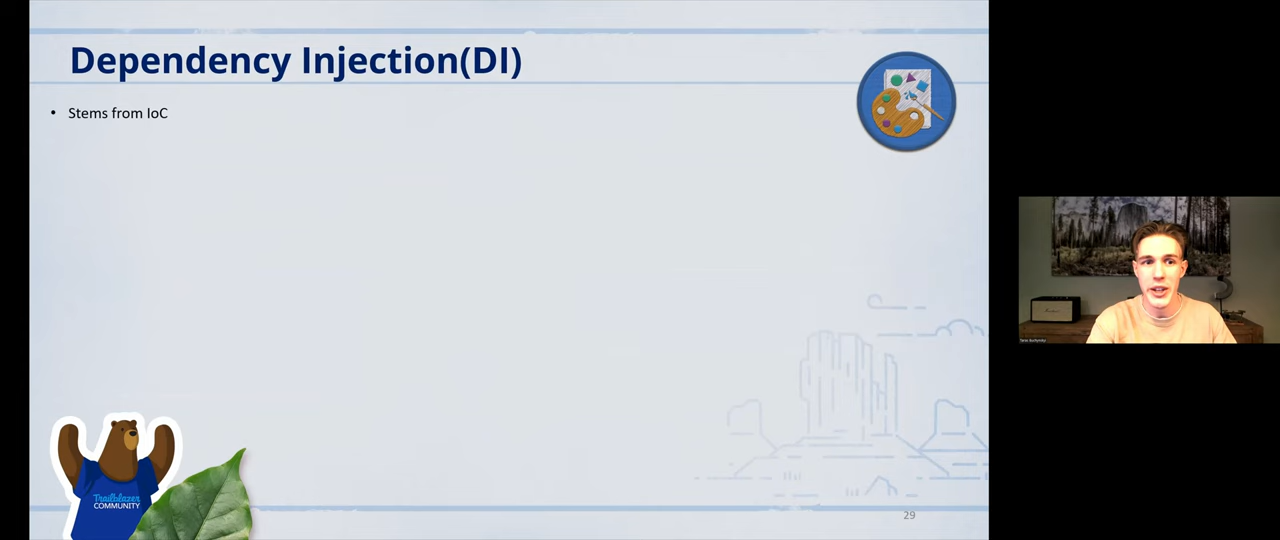 Dependency Injection(DI)
• Stems from IoC
Trailblazer
COMMUNITY
29